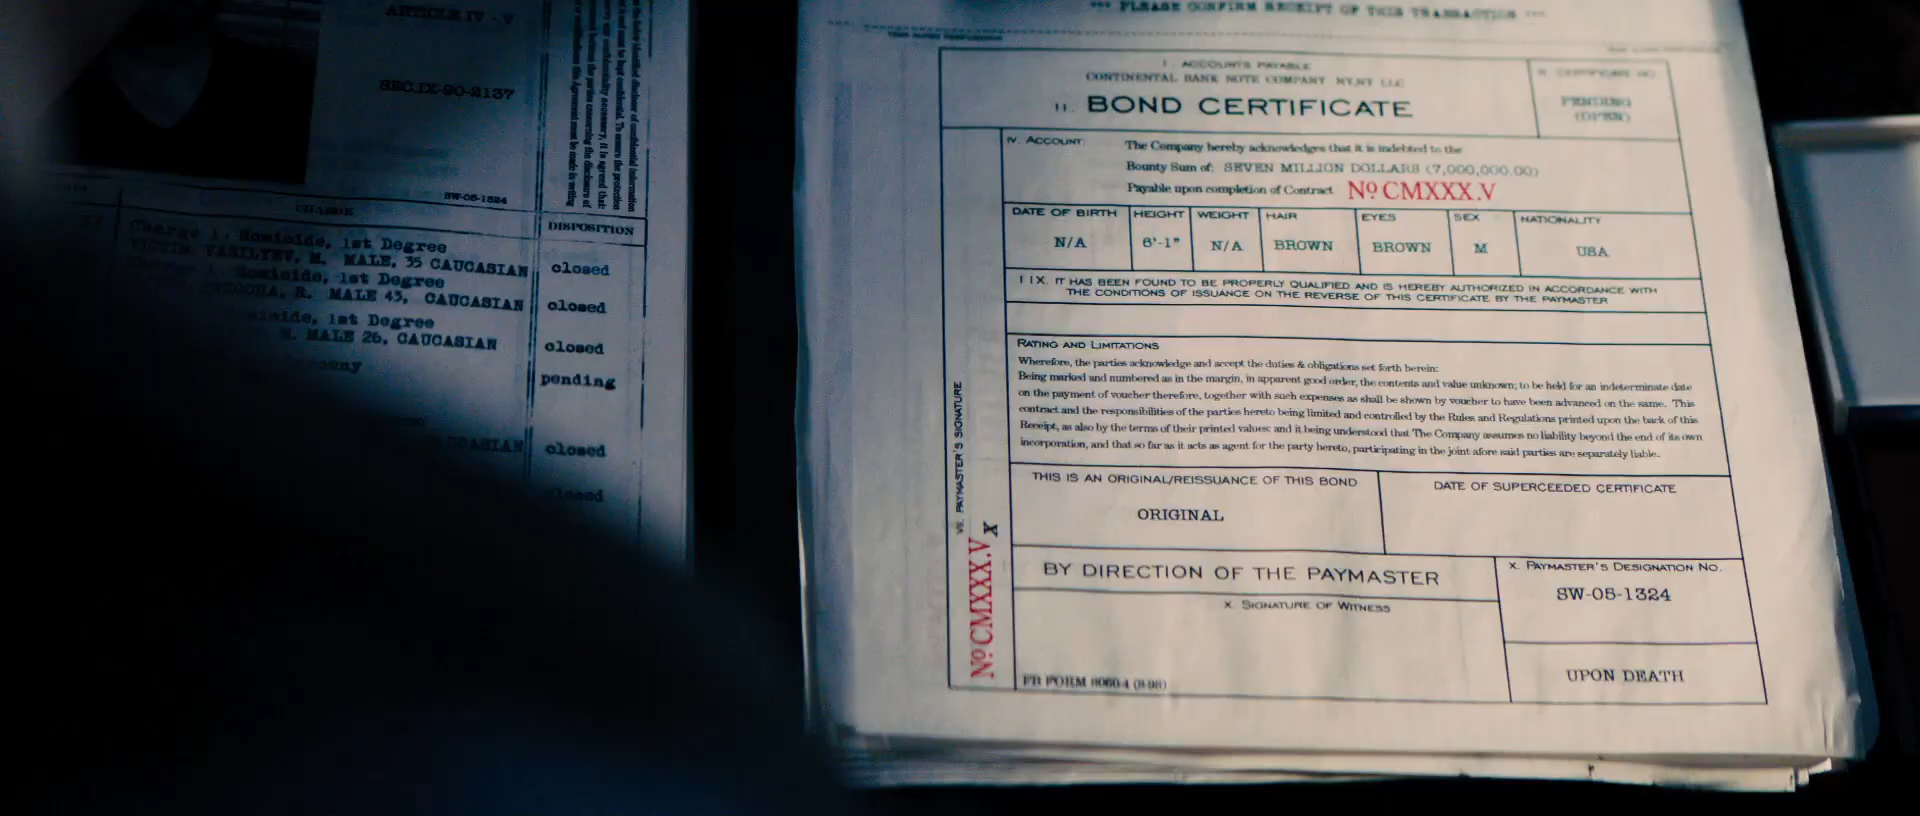 ARTICLE IV - V
SEC.IX-90-2137
SW-05-1324
CHARGE
DISPOSITION
Charge 1. Homicide, 1st Degree
VICTIM VASILYEV, M. MALE, 35 CAUCASIAN
closed
Homicide, 1st Degree
R. MALE 43, CAUCASIAN
closed
1st Degree
MALE 26, CAUCASIAN
closed
pending
closed
closed
*** PLEASE CONFIRM RECEIPT OF THIS TRANSACTION ***
I. ACCOUNTS PAYABLE
CONTINENTAL BANK NOTE COMPANY NY.NY LLC
II. BOND CERTIFICATE
PENDING
(OPEN)
IV. ACCOUNT:
The Company hereby acknowledges that it is indebted to the
Bounty Sum of: SEVEN MILLION DOLLARS (7,000,000.00)
Payable upon completion of Contract Nº CMXXX.V
DATE OF BIRTH HEIGHT WEIGHT HAIR EYES SEX NATIONALITY
N/A 6'-1" N/A BROWN BROWN M USA
IIX. IT HAS BEEN FOUND TO BE PROPERLY QUALIFIED AND IS HEREBY AUTHORIZED IN ACCORDANCE WITH
THE CONDITIONS OF ISSUANCE ON THE REVERSE OF THIS CERTIFICATE BY THE PAYMASTER
RATING AND LIMITATIONS
Wherefore, the parties acknowledge and accept the duties & obligations set forth herein:
Being marked and numbered as in the margin, in apparent good order, the contents and value unknown; to be held for an indeterminate date
on the payment of voucher therefore, together with such expenses as shall be shown by voucher to have been advanced on the same. This
contract and the responsibilities of the parties hereto being limited and controlled by the Rules and Regulations printed upon the back of this
Receipt, as also by the terms of their printed values: and it being understood that The Company assumes no liability beyond the end of its own
incorporation, and that so far as it acts as agent for the party hereto, participating in the joint afore said parties are separately liable.
THIS IS AN ORIGINAL/REISSUANCE OF THIS BOND
ORIGINAL
DATE OF SUPERCEEDED CERTIFICATE
BY DIRECTION OF THE PAYMASTER
X. SIGNATURE OF WITNESS
X. PAYMASTER'S DESIGNATION NO.
SW-05-1324
UPON DEATH
VII. PAYMASTER'S SIGNATURE
X
Nº CMXXX.V